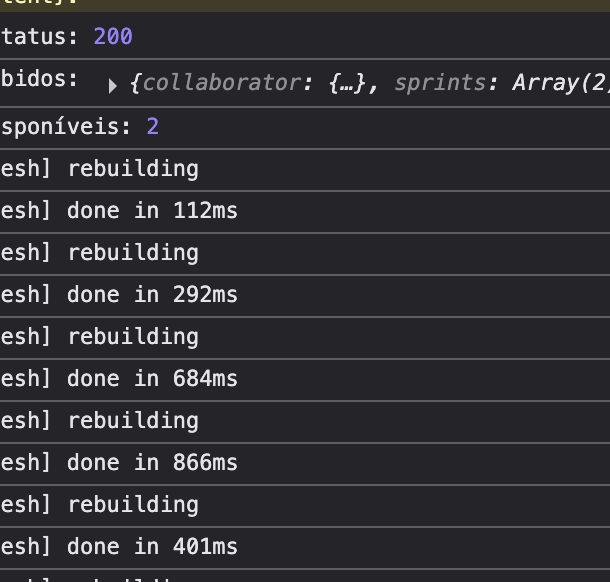 tatus: 200
bidos: ▶ {collaborator: {…}, sprints: Array(2)
sponíveis: 2
esh] rebuilding
esh] done in 112ms
esh] rebuilding
esh] done in 292ms
esh] rebuilding
esh] done in 684ms
esh] rebuilding
esh] done in 866ms
esh] rebuilding
esh] done in 401ms